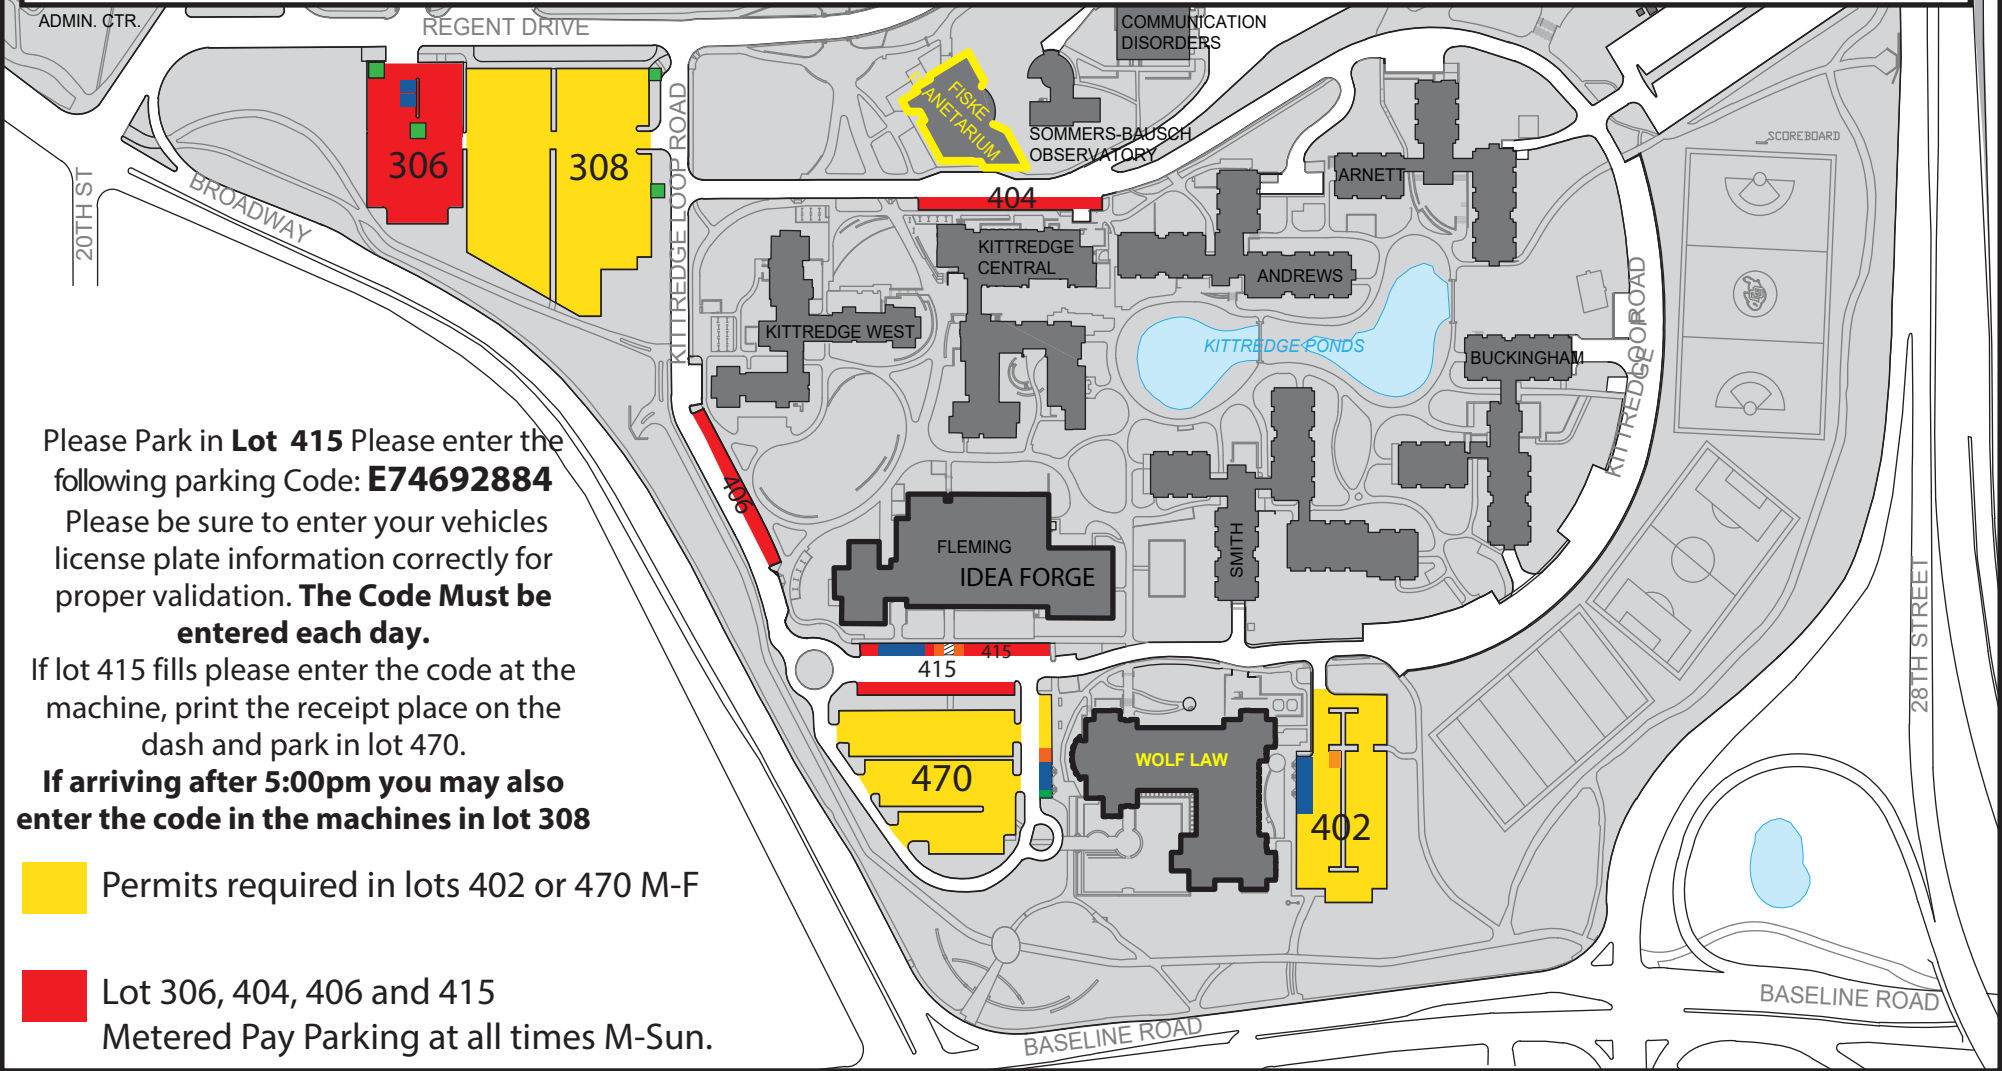 ADMIN. CTR.
REGENT DRIVE
COMMUNICATION
DISORDERS
FISKE
ANETARIUM
SOMMERS-BAUSCH
OBSERVATORY
306
308
404
KITTREDGE LOOP ROAD
20TH ST
BROADWAY
SCOREBOARD
ARNETT
KITTREDGE
CENTRAL
ANDREWS
KITTREDGE WEST
KITTREDGE PONDS
BUCKINGHAM
KITTREDGE
LOOP
ROAD
406
Please Park in Lot 415 Please enter the
following parking Code: E74692884
Please be sure to enter your vehicles
license plate information correctly for
proper validation. The Code Must be
entered each day.
If lot 415 fills please enter the code at the
machine, print the receipt place on the
dash and park in lot 470.
If arriving after 5:00pm you may also
enter the code in the machines in lot 308
FLEMING
IDEA FORGE
SMITH
415
415
28TH STREET
WOLF LAW
470
402
Permits required in lots 402 or 470 M-F
Lot 306, 404, 406 and 415
Metered Pay Parking at all times M-Sun.
BASELINE ROAD
BASELINE ROAD